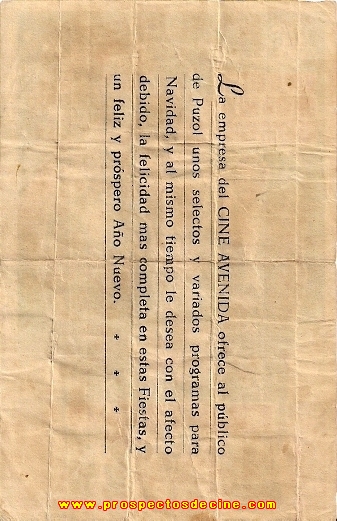 La empresa del CINE AVENIDA ofrece al público
de Puzol unos selectos y variados programas para
Navidad, y al mismo tiempo le desea con el afecto
debido, la felicidad mas completa en estas Fiestas, y
un feliz y próspero Año Nuevo. * * *
www.prospectosdecine.com